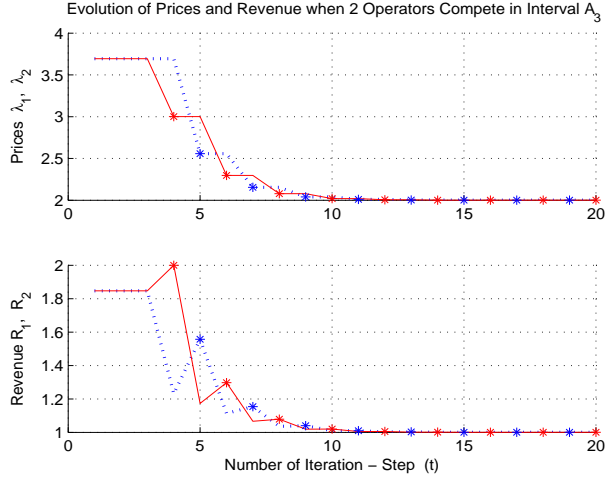 Evolution of Prices and Revenue when 2 Operators Compete in Interval A₃
4
3.5
3
2.5
2
Prices λ₁, λ₂
0 5 10 15 20
2
1.8
1.6
1.4
1.2
1
Revenue R₁, R₂
0 5 10 15 20
Number of Iteration − Step (t)